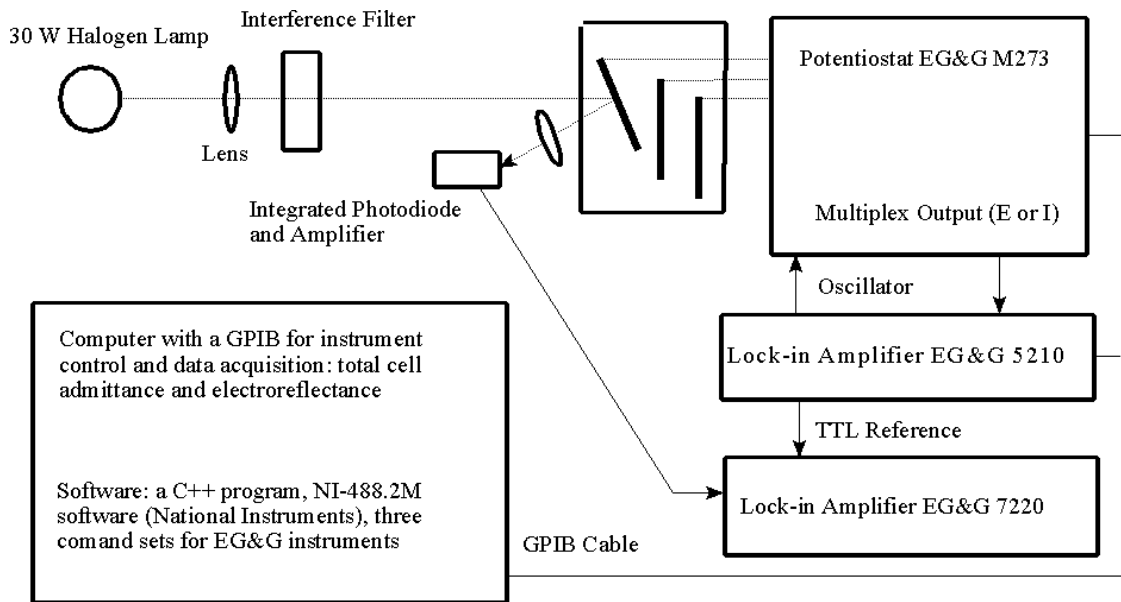 Interference Filter
30 W Halogen Lamp
Lens
Integrated Photodiode
and Amplifier
Potentiostat EG&G M273
Multiplex Output (E or I)
Oscillator
Lock-in Amplifier EG&G 5210
TTL Reference
Lock-in Amplifier EG&G 7220
Computer with a GPIB for instrument
control and data acquisition: total cell
admittance and electroreflectance
Software: a C++ program, NI-488.2M
software (National Instruments), three
comand sets for EG&G instruments
GPIB Cable